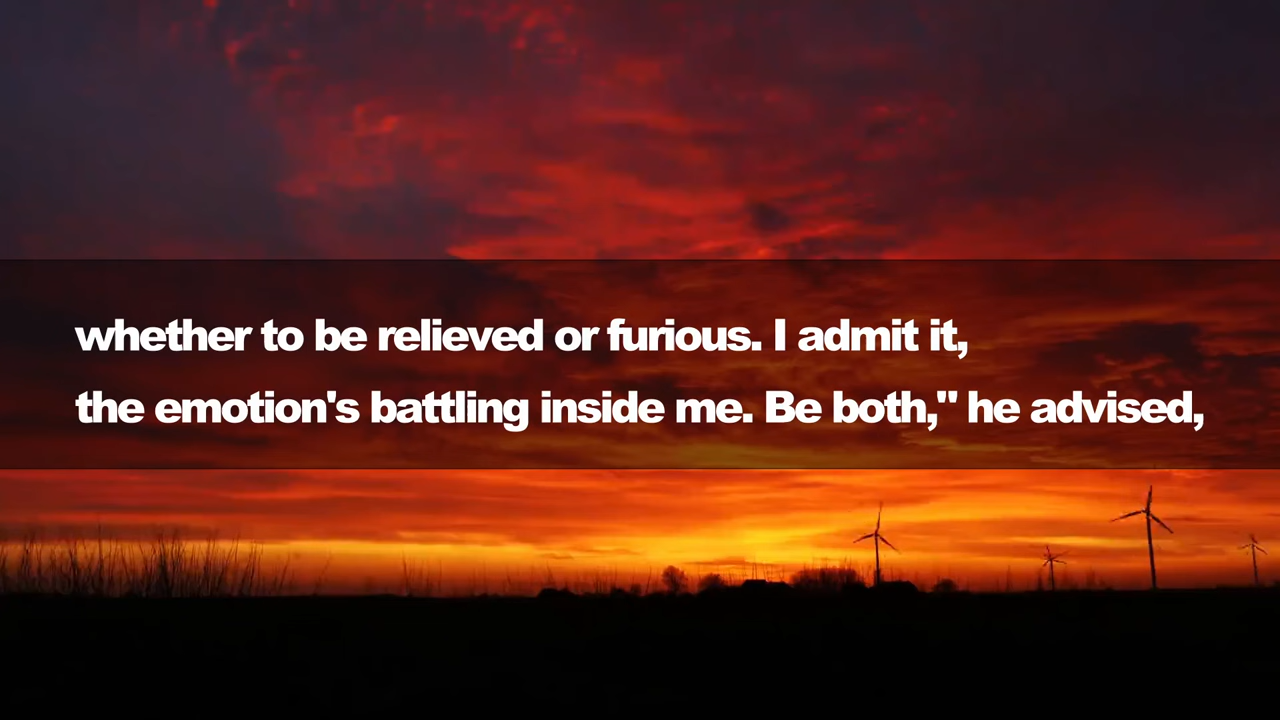 whether to be relieved or furious. I admit it,
the emotion's battling inside me. Be both," he advised,